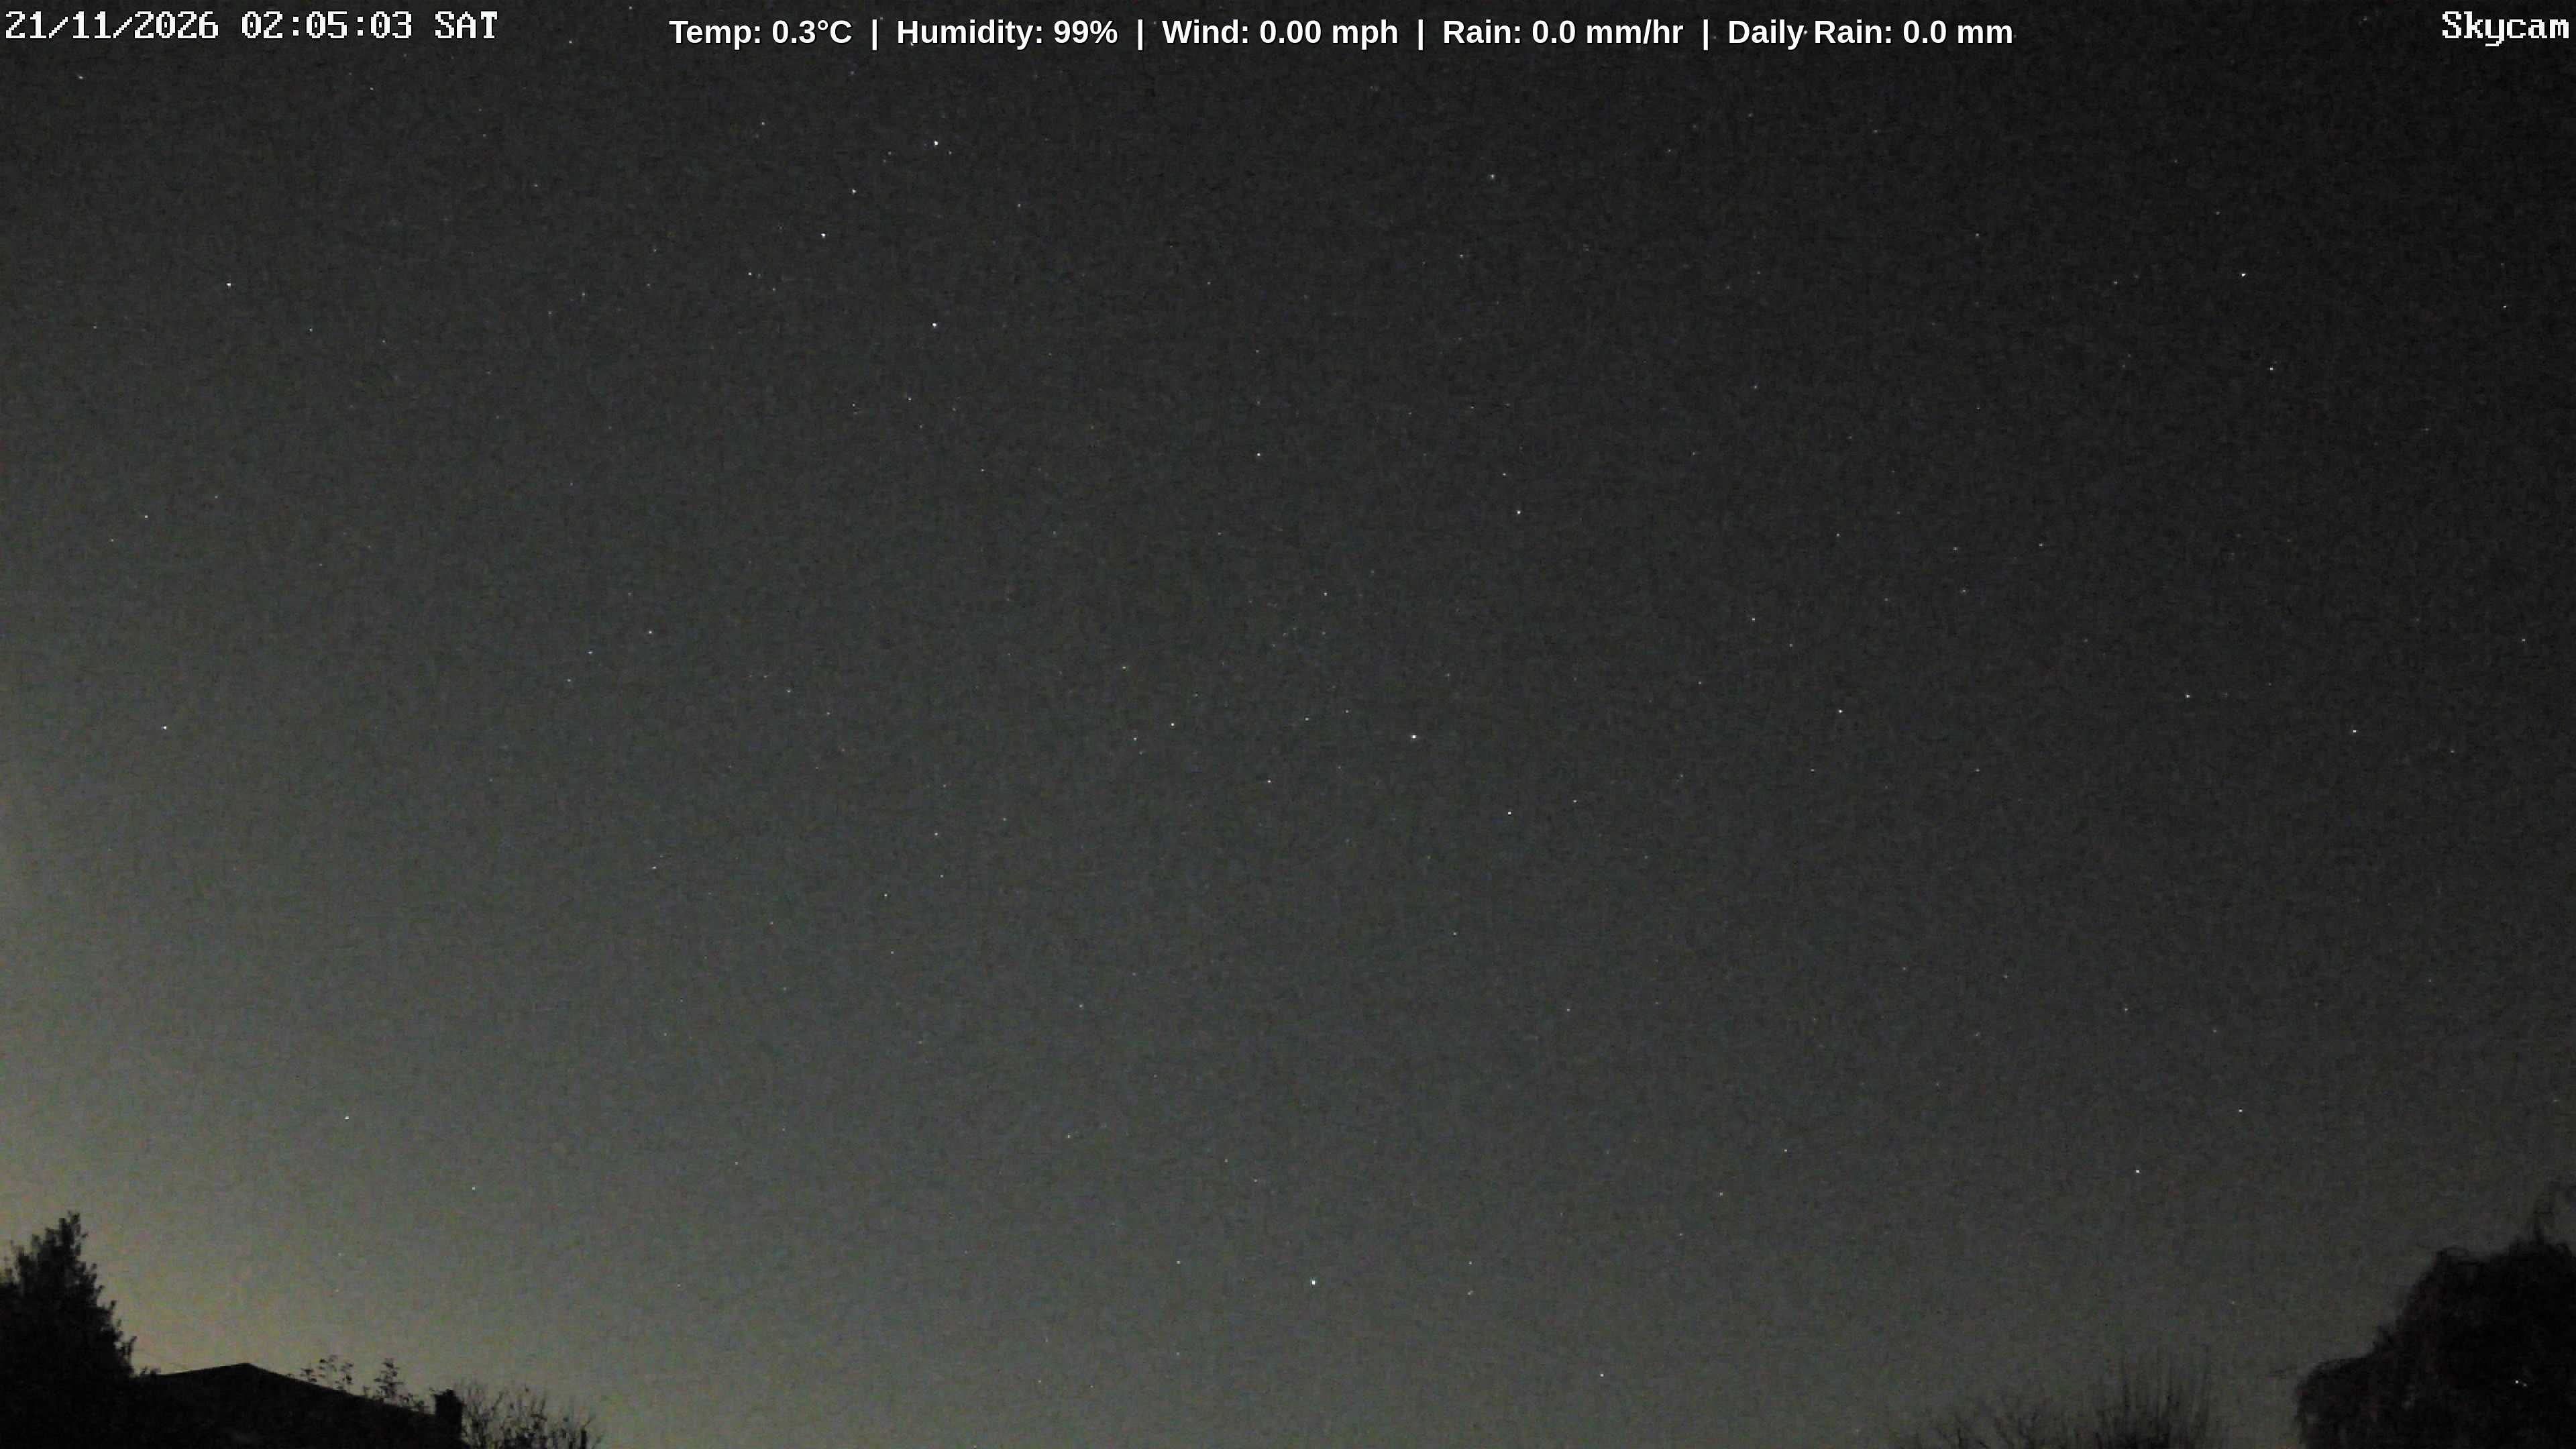 21/11/2026 02:05:03 SAT
Temp: 0.3°C | Humidity: 99% | Wind: 0.00 mph | Rain: 0.0 mm/hr | Daily Rain: 0.0 mm
Skycam